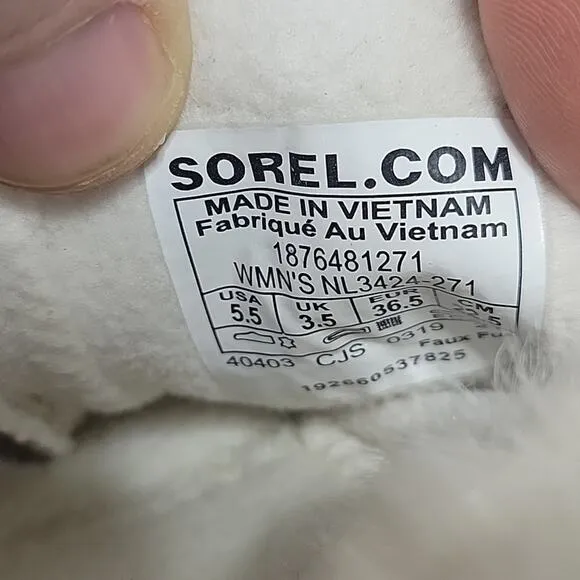 SOREL.COM
MADE IN VIETNAM
Fabriqué Au Vietnam
1876481271
WMN'S NL3424-271
USA UK EUR CM
5.5 3.5 36.5
40403 CJS 0319 Faux
192660537825